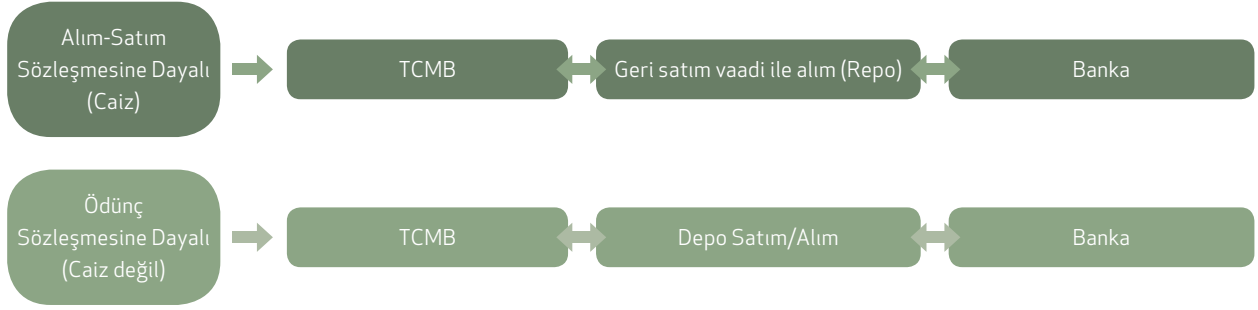 Alım-Satım
Sözleşmesine Dayalı
(Caiz)
TCMB
Geri satım vaadi ile alım (Repo)
Banka
Ödünç
Sözleşmesine Dayalı
(Caiz değil)
TCMB
Depo Satım/Alım
Banka